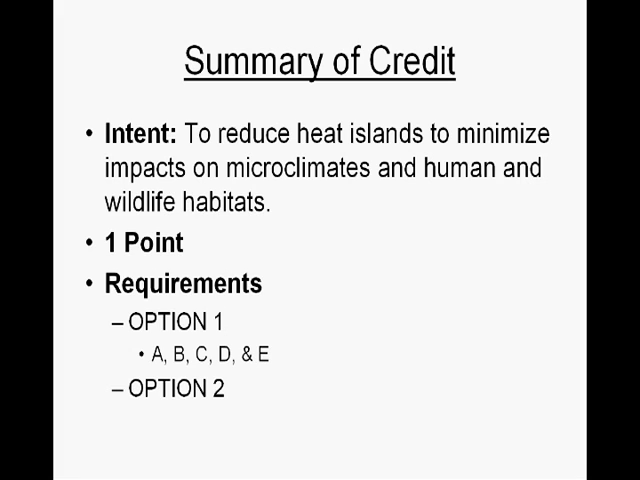 Summary of Credit
• Intent: To reduce heat islands to minimize
impacts on microclimates and human and
wildlife habitats.
• 1 Point
• Requirements
– OPTION 1
• A, B, C, D, & E
– OPTION 2